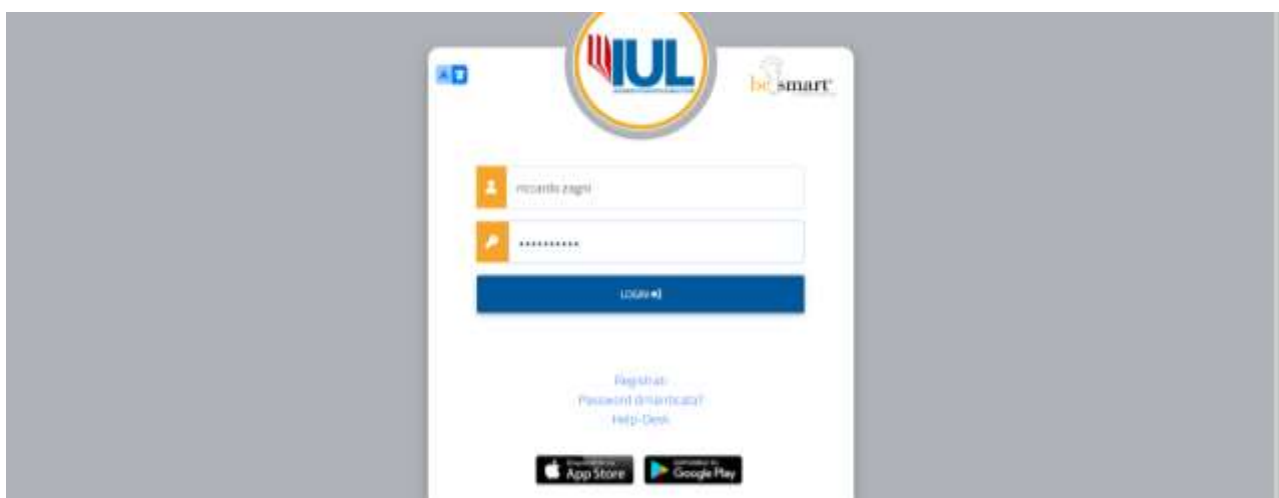 IUL
be smart
riccardo.zagni
LOGIN
Registrati
Password dimenticata?
Help-Desk
App Store
Google Play